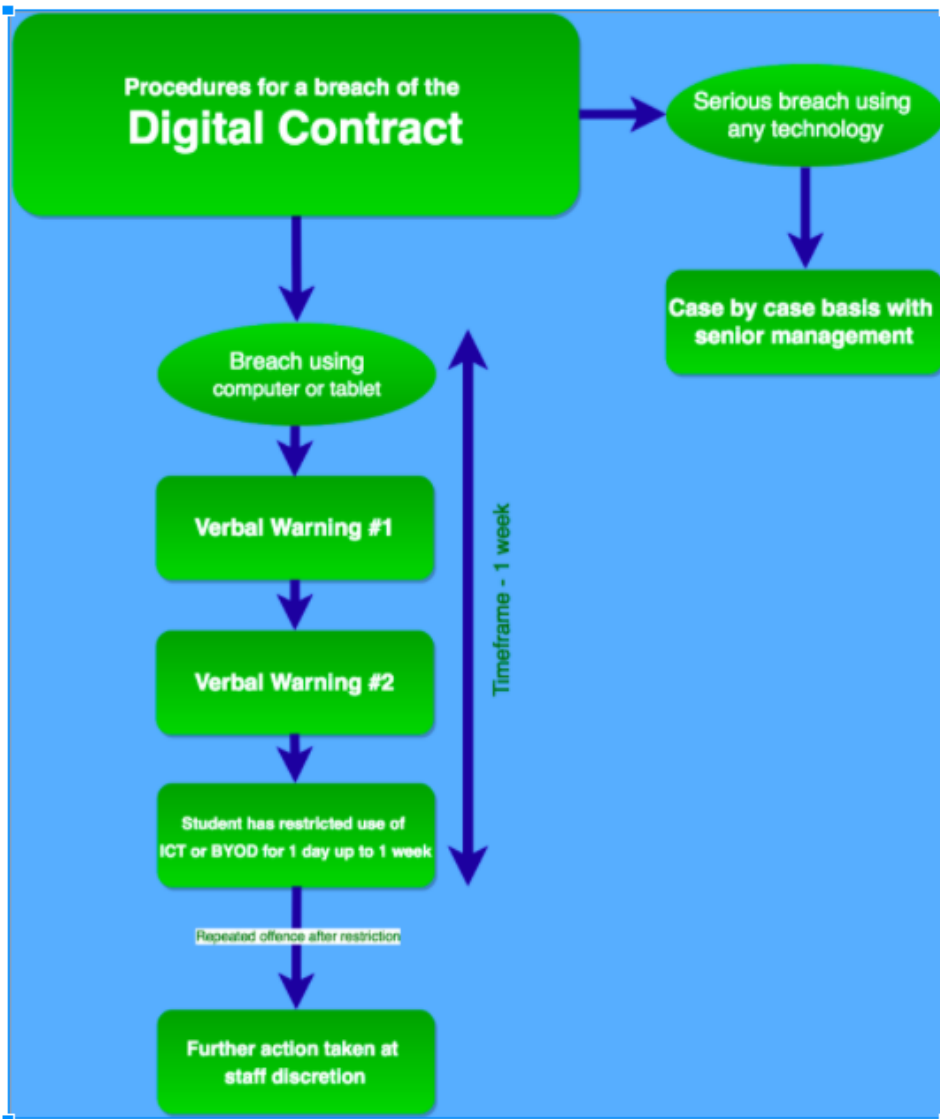 Procedures for a breach of the
Digital Contract
Serious breach using
any technology
Case by case basis with
senior management
Breach using
computer or tablet
Verbal Warning #1
Verbal Warning #2
Timeframe - 1 week
Student has restricted use of
ICT or BYOD for 1 day up to 1 week
Repeated offence after restriction
Further action taken at
staff discretion